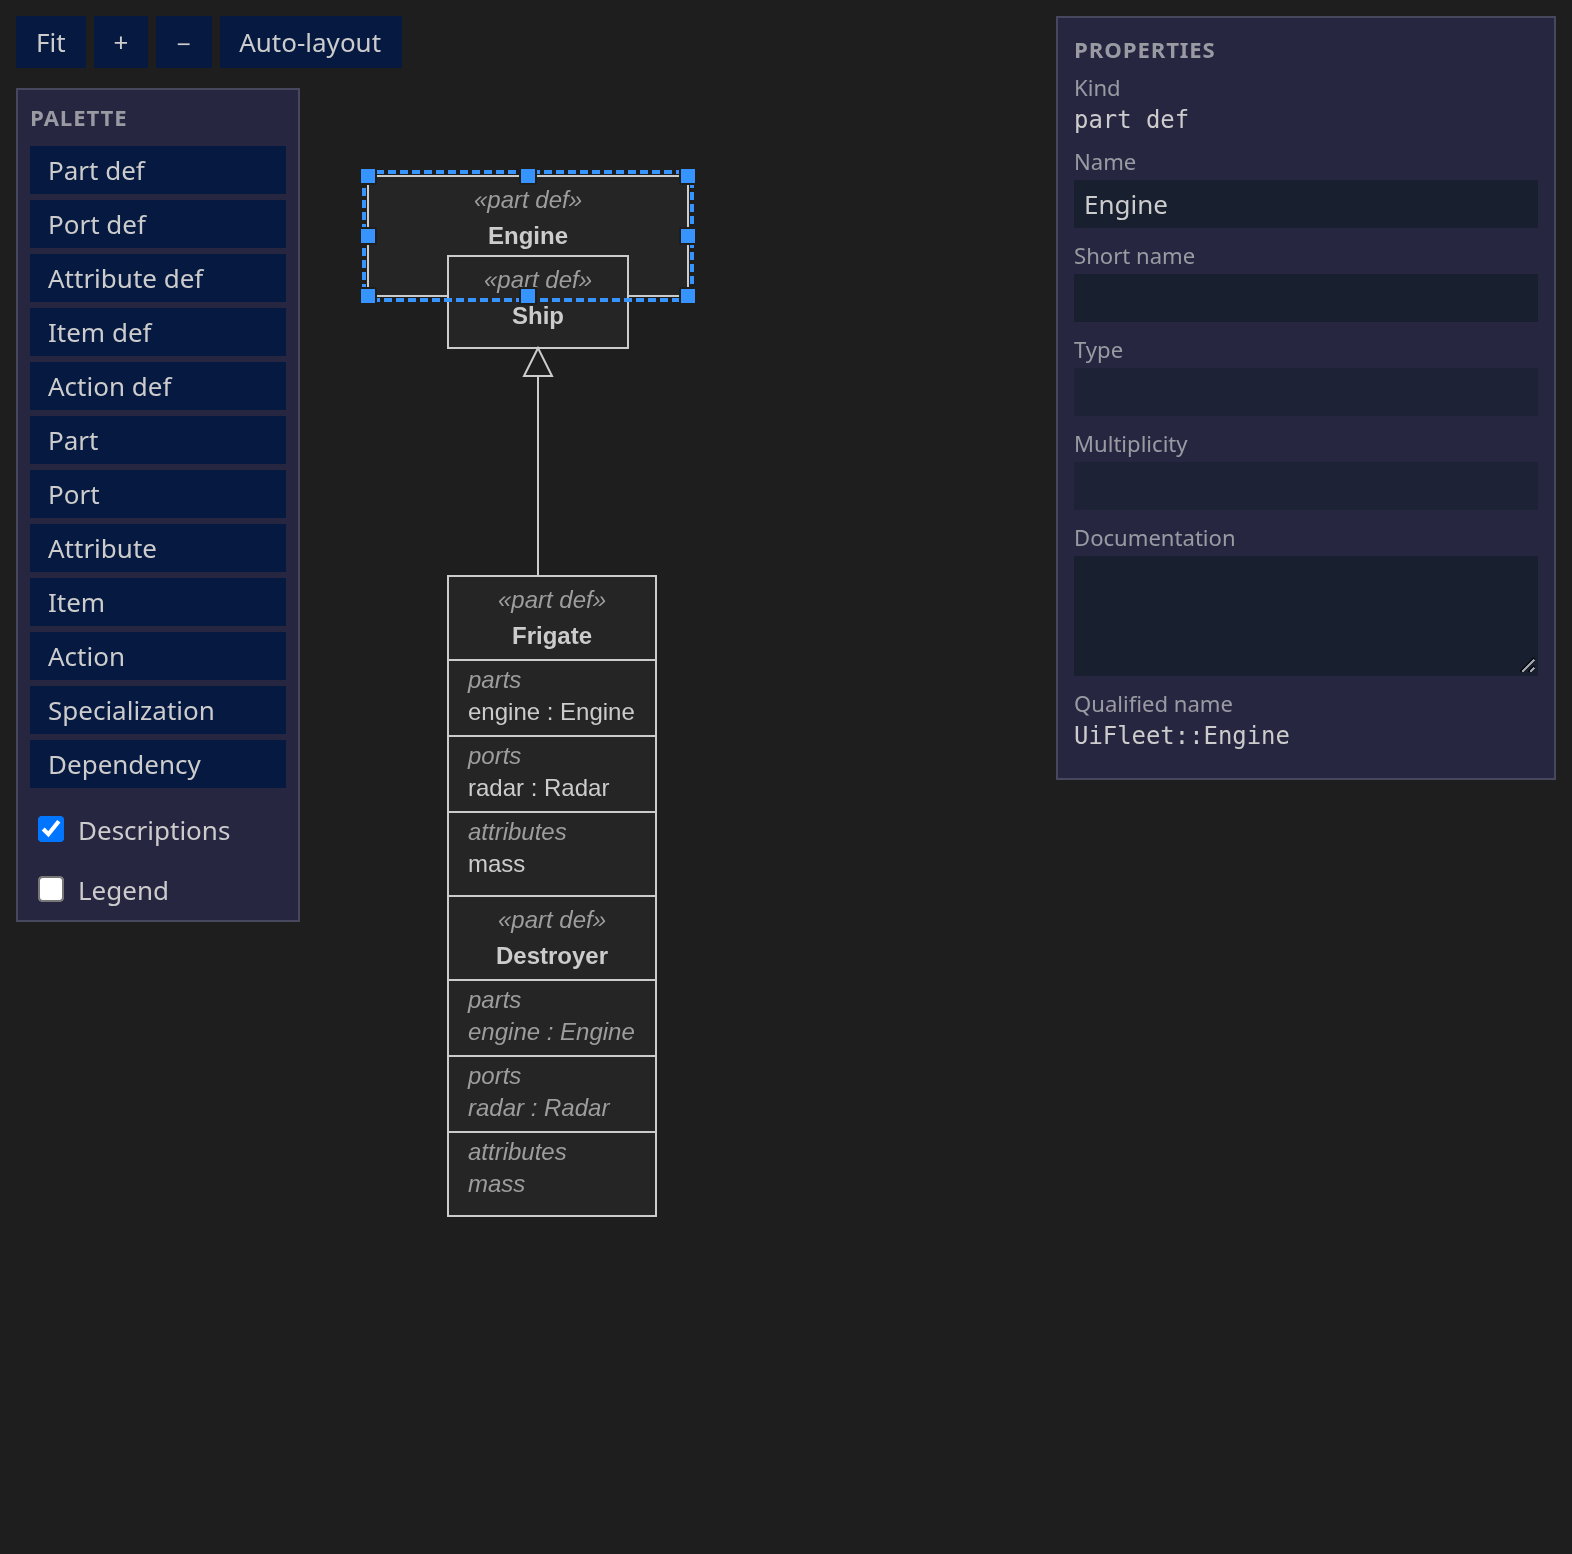 Fit
+
−
Auto-layout
PALETTE
Part def
Port def
Attribute def
Item def
Action def
Part
Port
Attribute
Item
Action
Specialization
Dependency
Descriptions
Legend
«part def»
Engine
«part def»
Ship
«part def»
Frigate
parts
engine : Engine
ports
radar : Radar
attributes
mass
«part def»
Destroyer
parts
engine : Engine
ports
radar : Radar
attributes
mass
PROPERTIES
Kind
part def
Name
Engine
Short name
Type
Multiplicity
Documentation
Qualified name
UiFleet::Engine